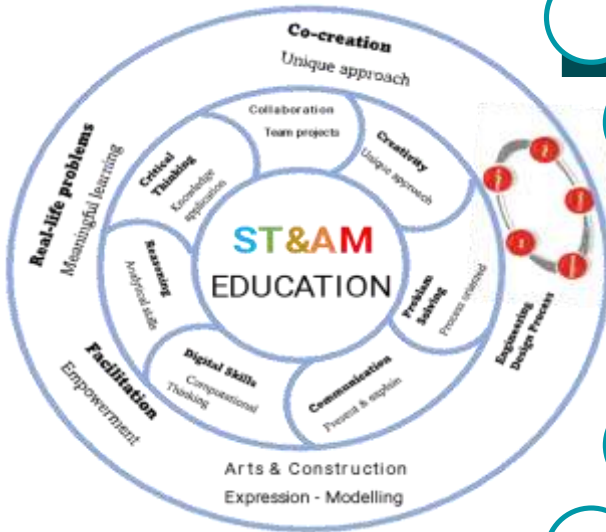 Co-creation
Unique approach
Real-life problems
Meaningful learning
Collaboration
Team projects
Critical
Thinking
Knowledge
application
Creativity
Unique approach
ST&AM
EDUCATION
Reasoning
Analytical skills
Problem
Solving
Process oriented
Digital Skills
Computational
Thinking
Communication
Present & explain
Engineering
Design Process
Facilitation
Empowerment
Arts & Construction
Expression - Modelling